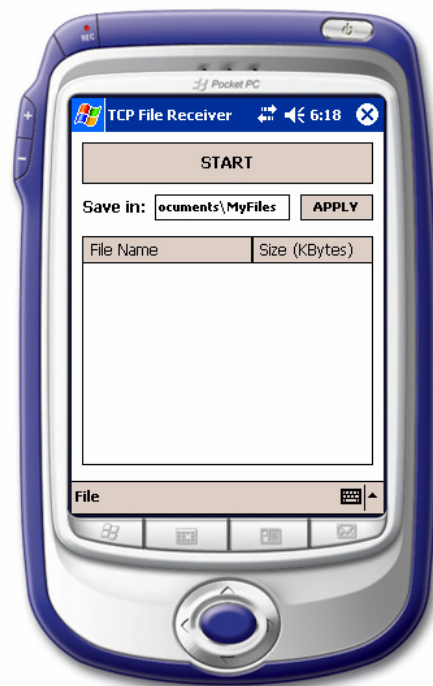 REC
Pocket PC
TCP File Receiver 6:18
START
Save in: ocuments\MyFiles APPLY
File Name Size (KBytes)
File